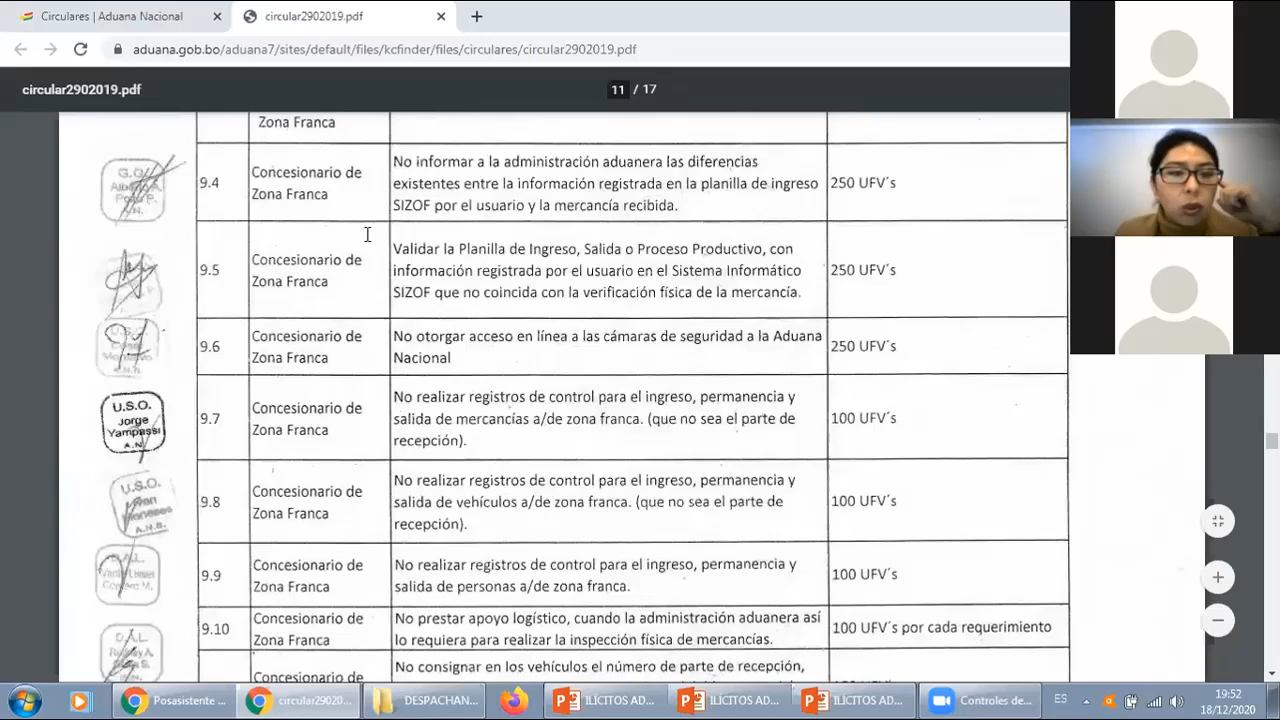 Circulares | Aduana Nacional
circular2902019.pdf
aduana.gob.bo/aduana7/sites/default/files/kcfinder/files/circulares/circular2902019.pdf
circular2902019.pdf
11 / 17
Zona Franca
9.4
Concesionario de
Zona Franca
No informar a la administración aduanera las diferencias
existentes entre la información registrada en la planilla de ingreso
SIZOF por el usuario y la mercancía recibida.
250 UFV´s
9.5
Concesionario de
Zona Franca
Validar la Planilla de Ingreso, Salida o Proceso Productivo, con
información registrada por el usuario en el Sistema Informático
SIZOF que no coincida con la verificación física de la mercancía.
250 UFV´s
9.6
Concesionario de
Zona Franca
No otorgar acceso en línea a las cámaras de seguridad a la Aduana
Nacional
250 UFV´s
9.7
Concesionario de
Zona Franca
No realizar registros de control para el ingreso, permanencia y
salida de mercancías a/de zona franca. (que no sea el parte de
recepción).
100 UFV´s
9.8
Concesionario de
Zona Franca
No realizar registros de control para el ingreso, permanencia y
salida de vehículos a/de zona franca. (que no sea el parte de
recepción).
100 UFV´s
9.9
Concesionario de
Zona Franca
No realizar registros de control para el ingreso, permanencia y
salida de personas a/de zona franca.
100 UFV´s
9.10
Concesionario de
Zona Franca
No prestar apoyo logístico, cuando la administración aduanera así
lo requiera para realizar la inspección física de mercancías.
100 UFV´s por cada requerimiento
Concesionario de
No consignar en los vehículos el número de parte de recepción,
G.G.
U.S.O.
Jorge
Yampassi
A.N.
U.S.O.
A.N.B.
D.A.L.
Posasistente ...
circular29020...
DESPACHAN...
ILÍCITOS AD...
ILÍCITOS AD...
ILÍCITOS AD...
Controles de...
ES
19:52
18/12/2020